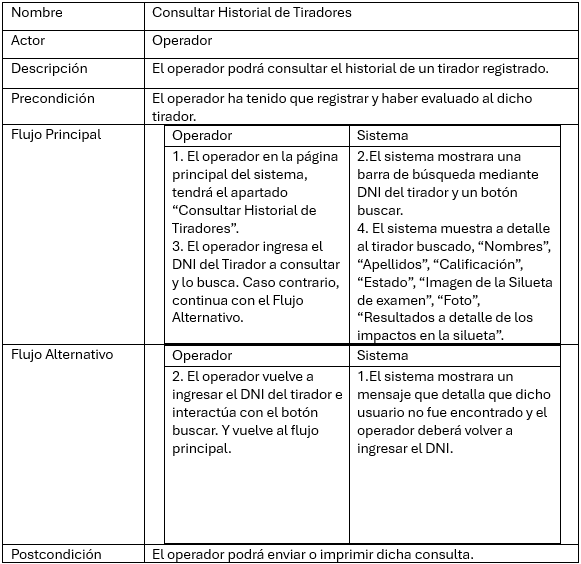 Nombre
Consultar Historial de Tiradores
Actor
Operador
Descripción
El operador podrá consultar el historial de un tirador registrado.
Precondición
El operador ha tenido que registrar y haber evaluado al dicho
tirador.
Flujo Principal
Operador
1. El operador en la página
principal del sistema,
tendrá el apartado
“Consultar Historial de
Tiradores”.
3. El operador ingresa el
DNI del Tirador a consultar
y lo busca. Caso contrario,
continua con el Flujo
Alternativo.
Sistema
2.El sistema mostrara una
barra de búsqueda mediante
DNI del tirador y un botón
buscar.
4. El sistema muestra a detalle
al tirador buscado, “Nombres”,
“Apellidos”, “Calificación”,
“Estado”, “Imagen de la Silueta
de examen”, “Foto”,
“Resultados a detalle de los
impactos en la silueta”.
Flujo Alternativo
Operador
2. El operador vuelve a
ingresar el DNI del tirador e
interactúa con el botón
buscar. Y vuelve al flujo
principal.
Sistema
1.El sistema mostrara un
mensaje que detalla que dicho
usuario no fue encontrado y el
operador deberá volver a
ingresar el DNI.
Postcondición
El operador podrá enviar o imprimir dicha consulta.